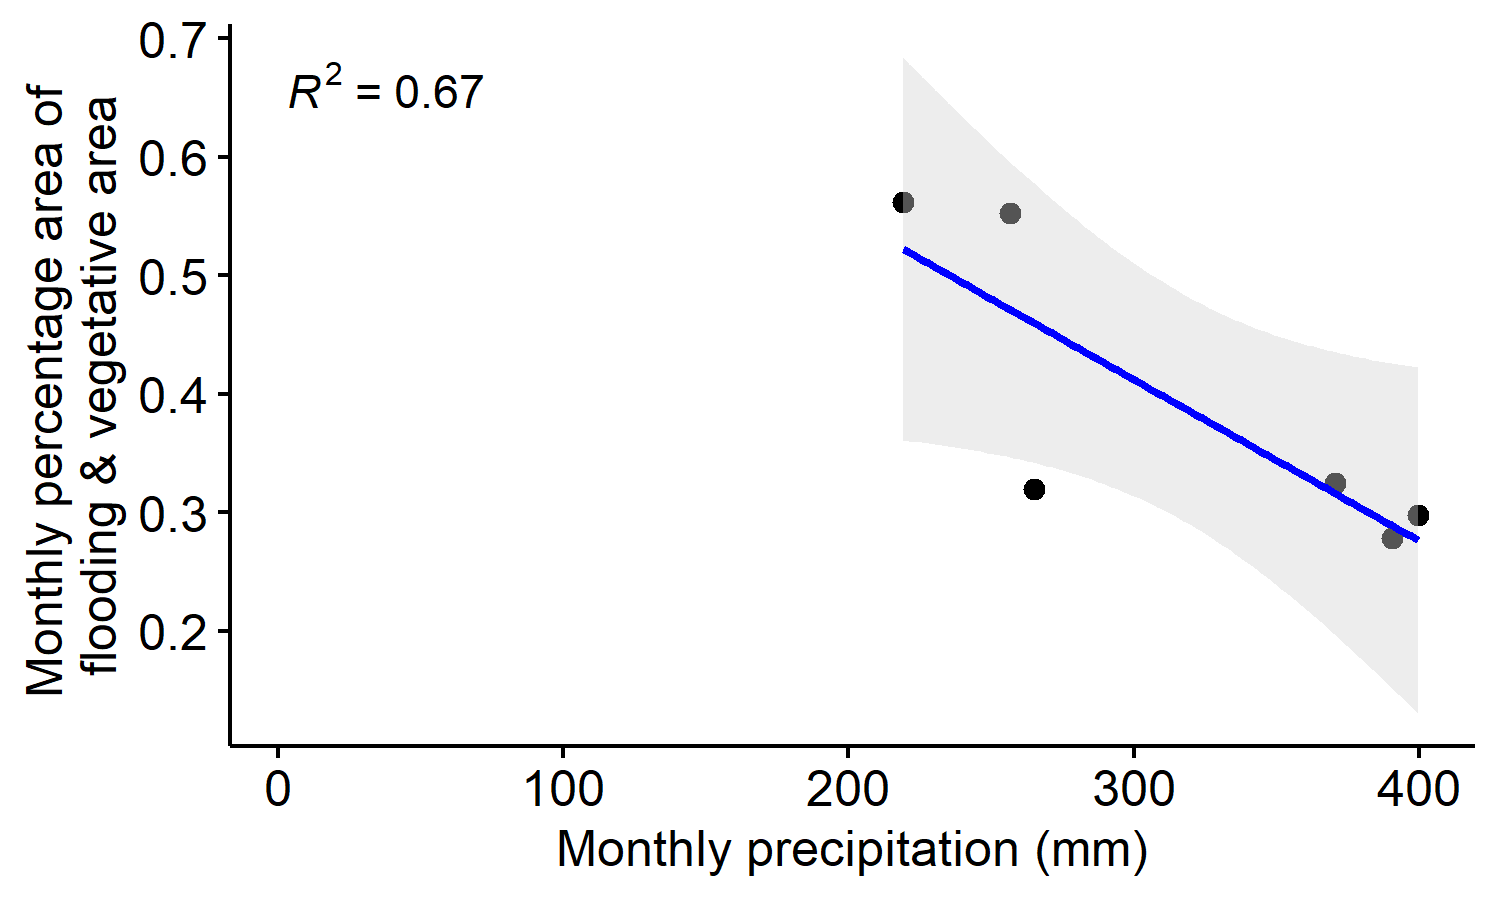 Monthly percentage area of
flooding & vegetative area
0.7
0.6
0.5
0.4
0.3
0.2
R² = 0.67
0 100 200 300 400
Monthly precipitation (mm)